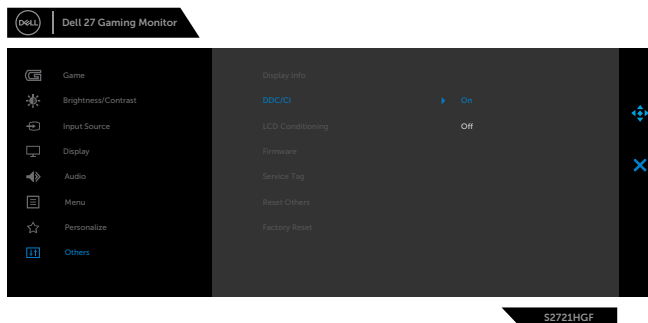 DELL
Dell 27 Gaming Monitor
Game
Display Info
Brightness/Contrast
DDC/CI
On
Input Source
LCD Conditioning
Off
Display
Firmware
Audio
Service Tag
Menu
Reset Others
Personalize
Factory Reset
Others
S2721HGF